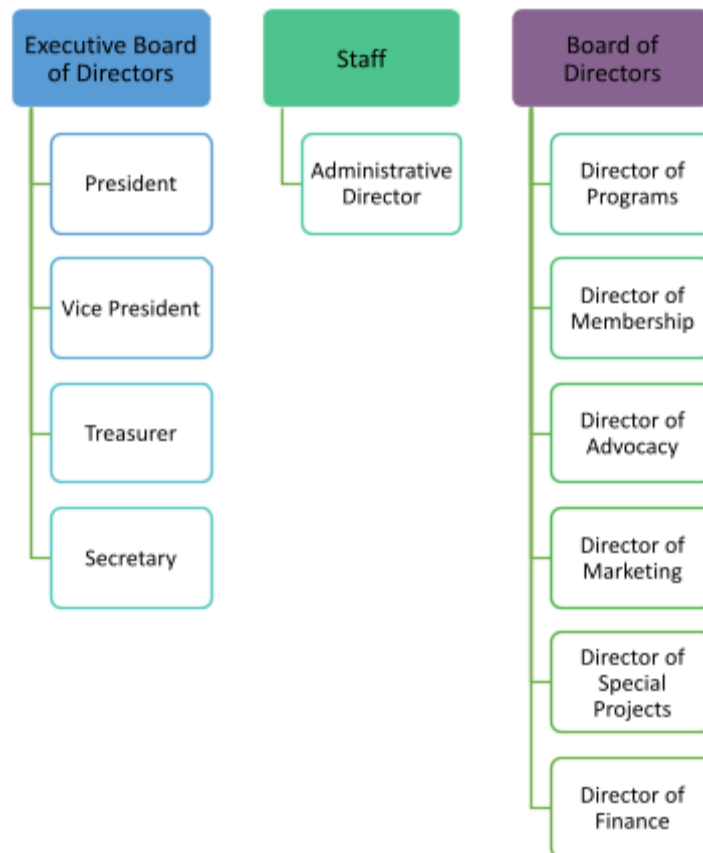 Executive Board
of Directors
President
Vice President
Treasurer
Secretary
Staff
Administrative
Director
Board of
Directors
Director of
Programs
Director of
Membership
Director of
Advocacy
Director of
Marketing
Director of
Special
Projects
Director of
Finance